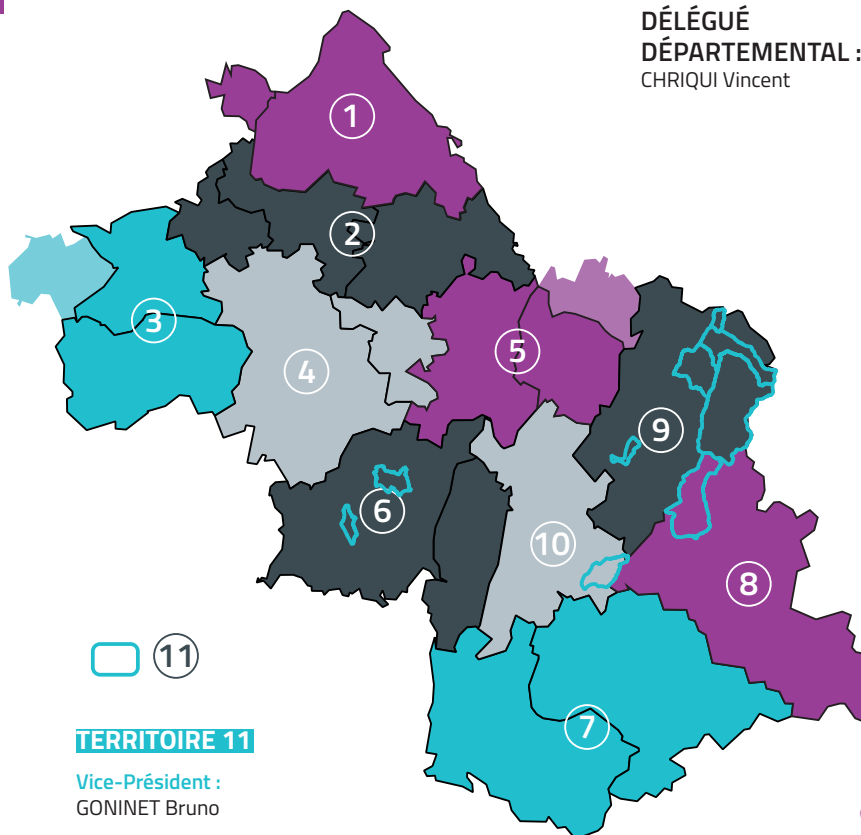 DÉLÉGUÉ
DÉPARTEMENTAL :
CHRIQUI Vincent
1
2
3
4
5
6
7
8
9
10
11
TERRITOIRE 11
Vice-Président :
GONINET Bruno